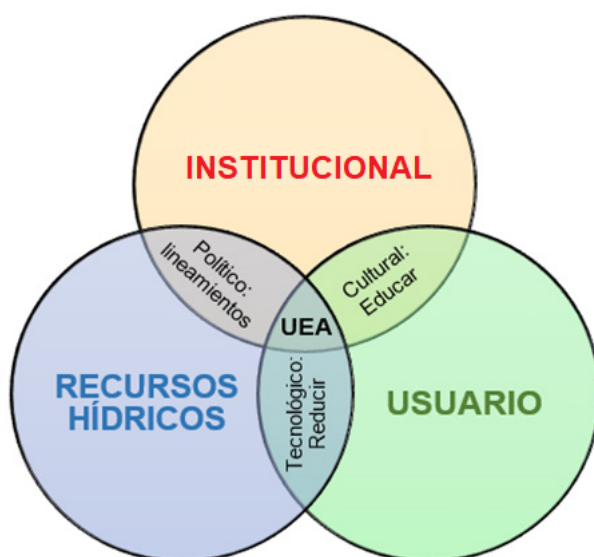 INSTITUCIONAL
Político:
lineamientos
Cultural:
Educar
UEA
RECURSOS
HÍDRICOS
Tecnológico:
Reducir
USUARIO